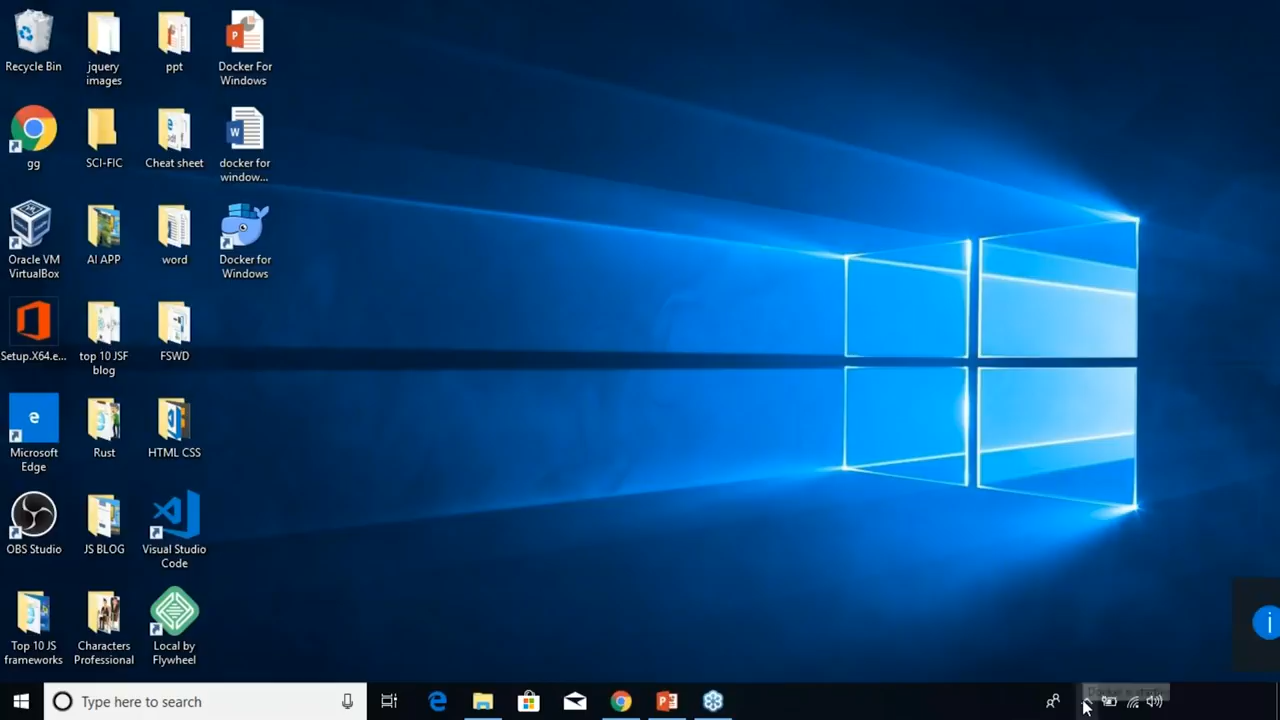 Recycle Bin
jquery
images
ppt
Docker For
Windows
gg
SCI-FIC
Cheat sheet
docker for
window...
Oracle VM
VirtualBox
AI APP
word
Docker for
Windows
Setup.X64.e...
top 10 JSF
blog
FSWD
Microsoft
Edge
Rust
HTML CSS
OBS Studio
JS BLOG
Visual Studio
Code
Top 10 JS
frameworks
Characters
Professional
Local by
Flywheel
Type here to search